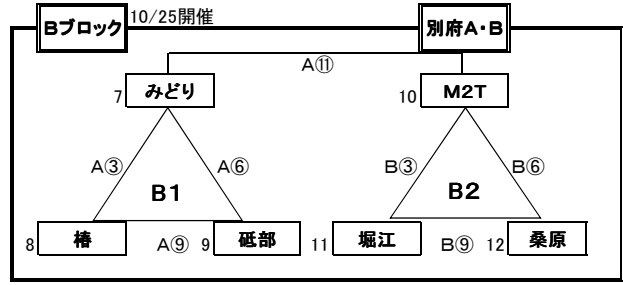 Bブロック 10/25開催 別府A・B
A⑪
7 みどり 10 M2T
A③ A⑥ B③ B⑥
B1 B2
8 椿 A⑨ 9 砥部 11 堀江 B⑨ 12 桑原